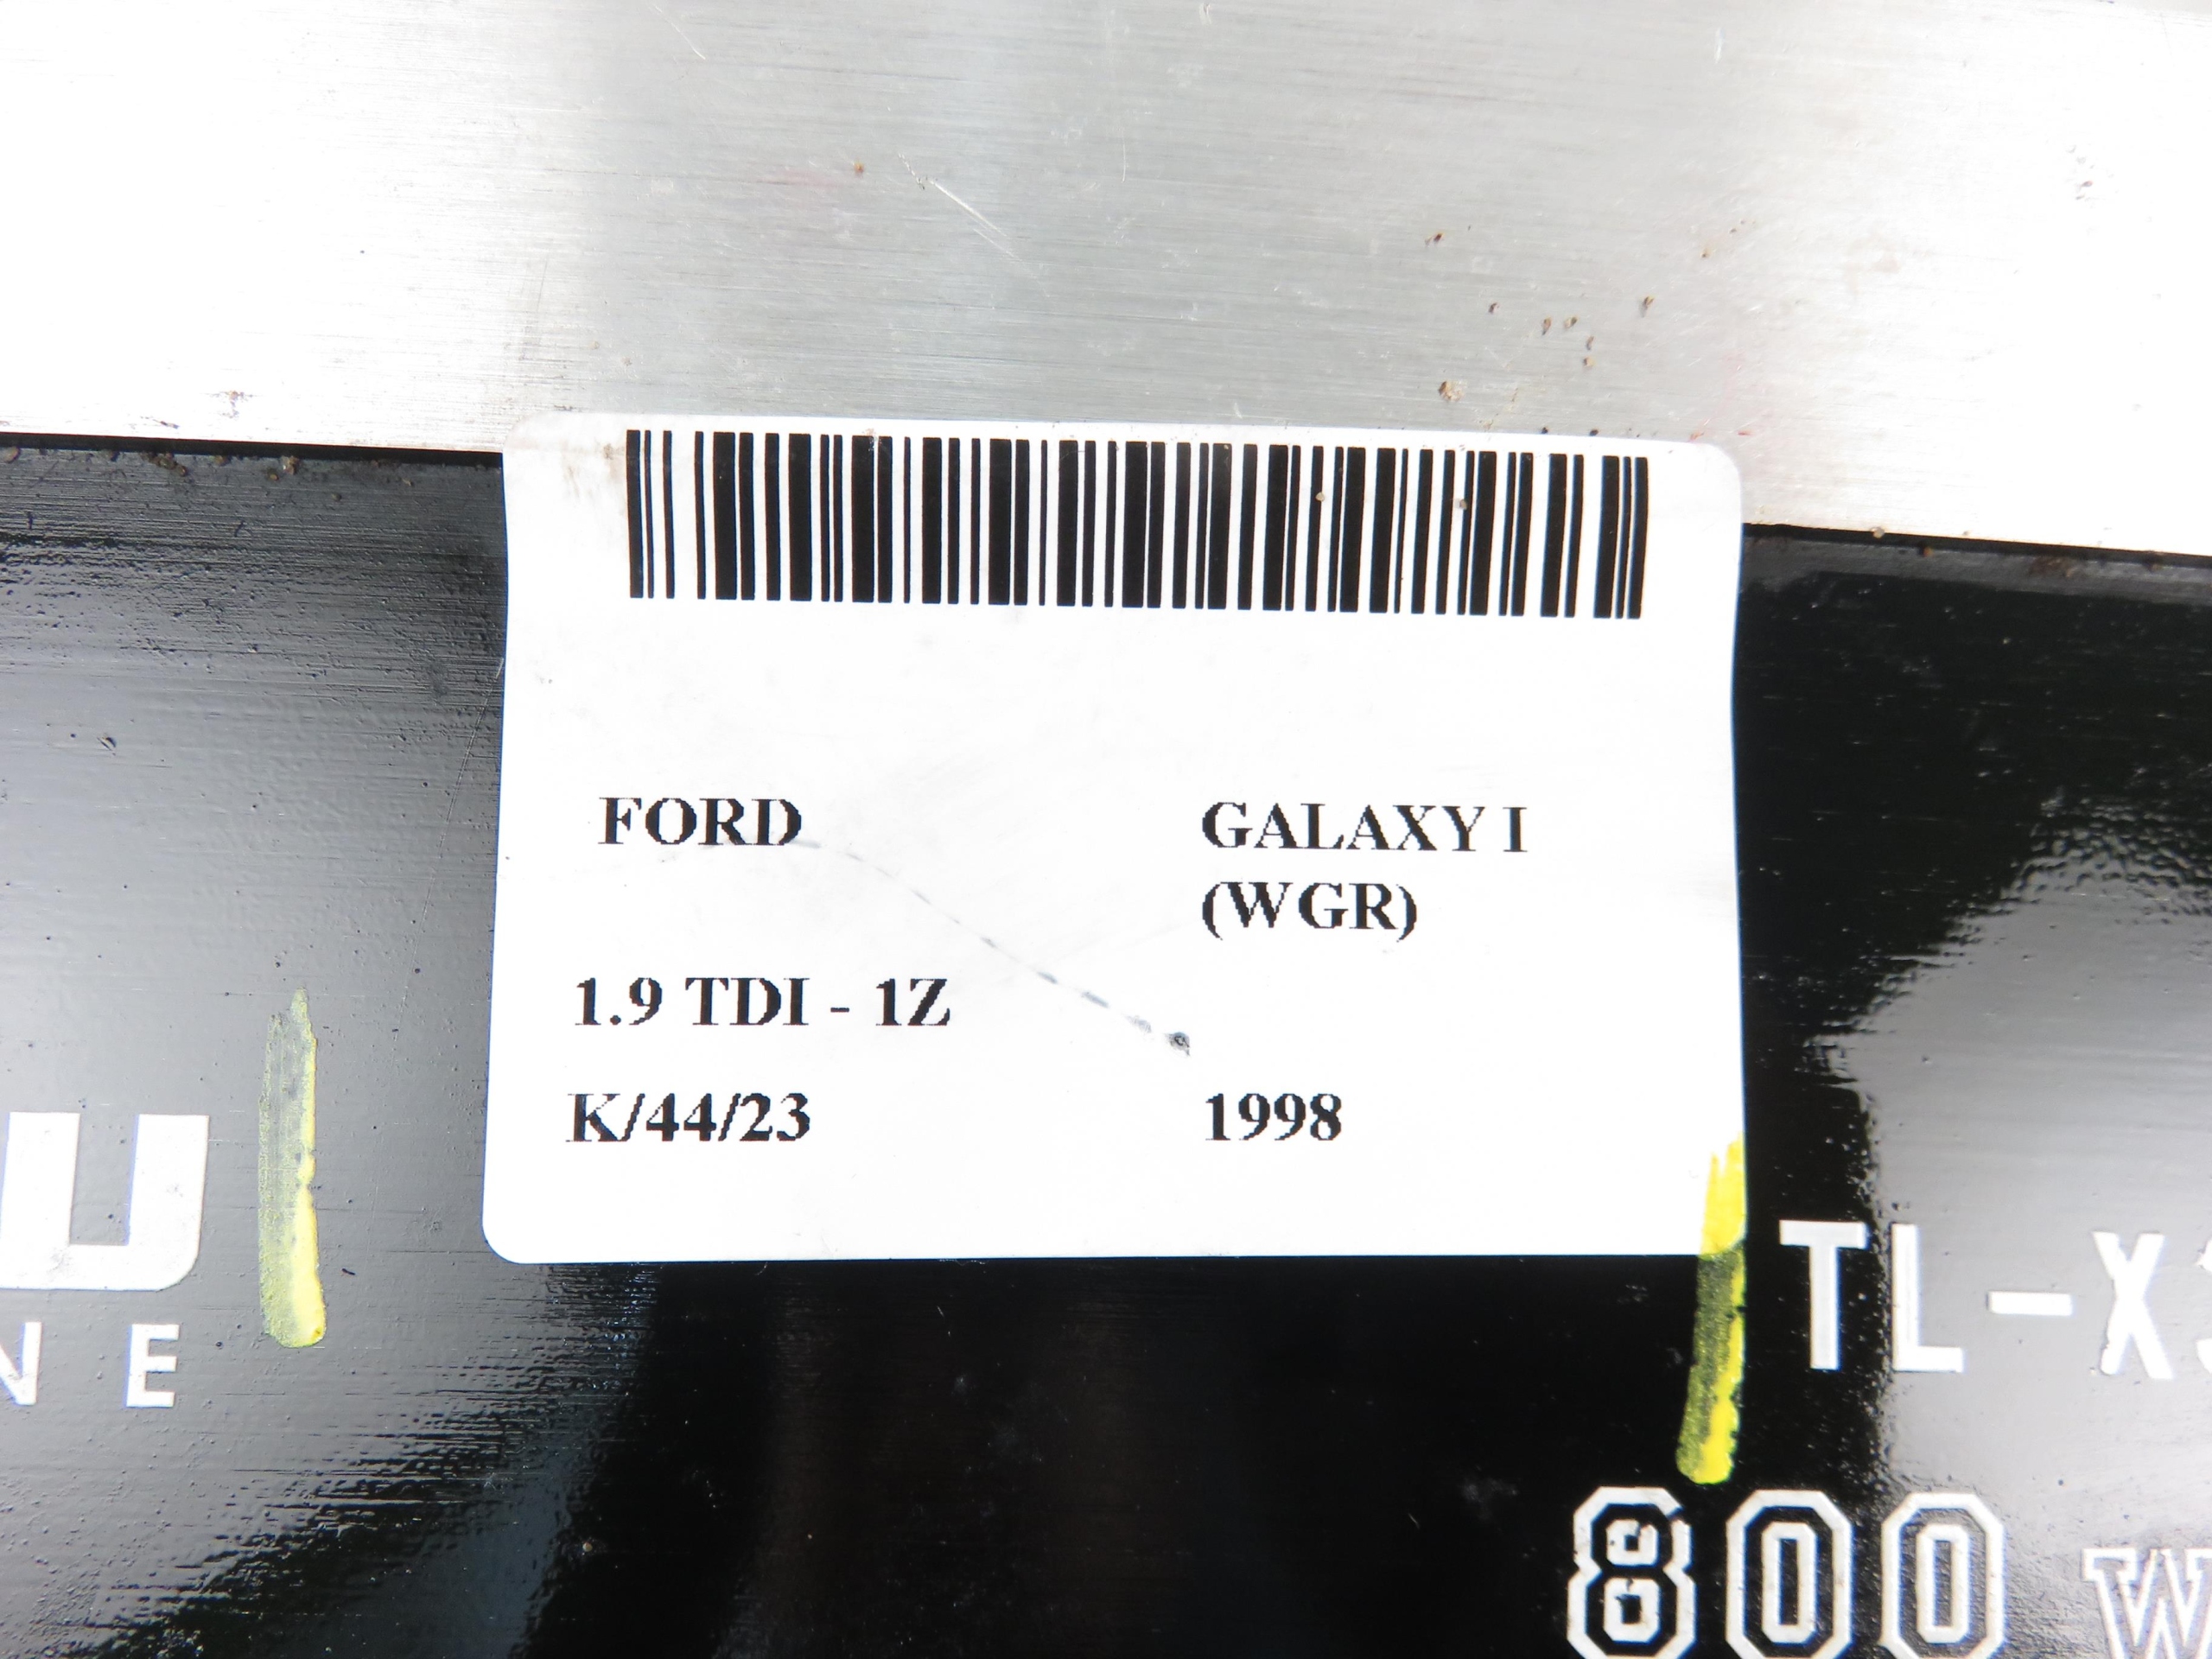 FORD GALAXY I
(WGR)
1.9 TDI - 1Z
K/44/23 1998
TL-X
800 W